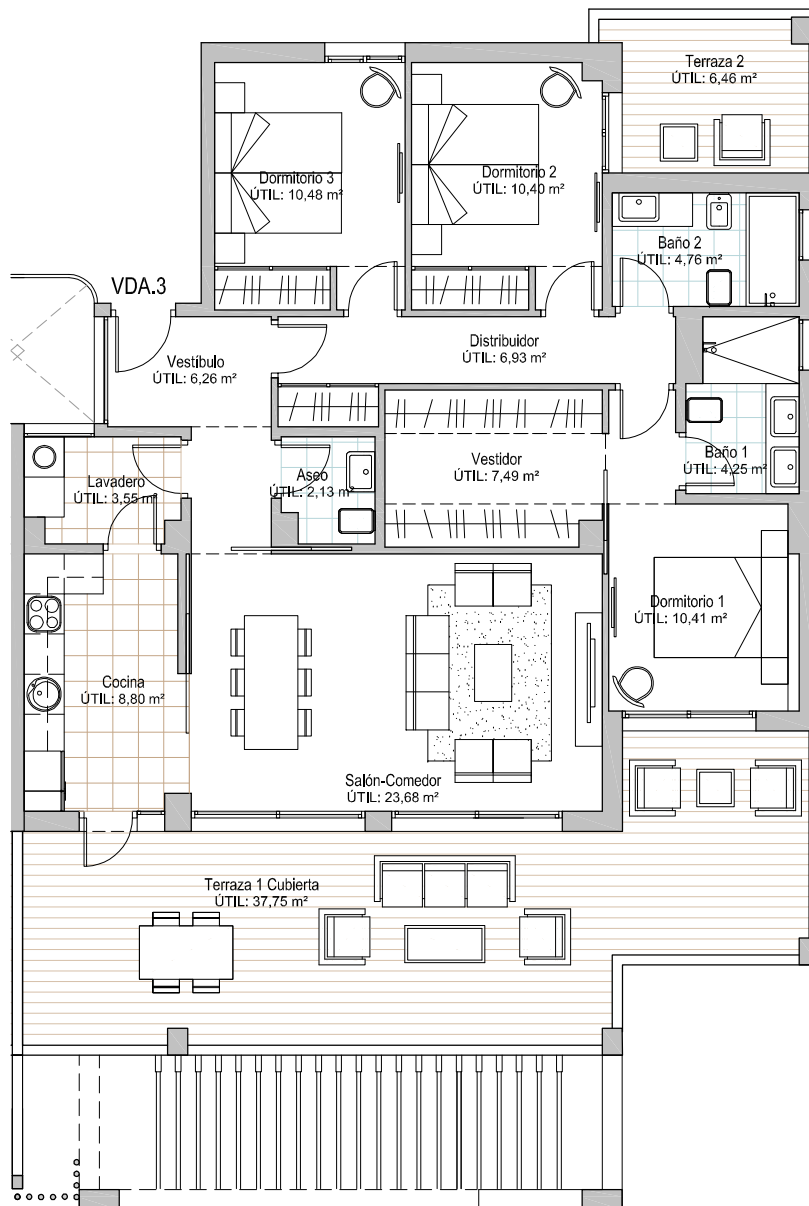 Terraza 2
ÚTIL: 6,46 m²
Dormitorio 3
ÚTIL: 10,48 m²
Dormitorio 2
ÚTIL: 10,40 m²
Baño 2
ÚTIL: 4,76 m²
VDA.3
Vestíbulo
ÚTIL: 6,26 m²
Distribuidor
ÚTIL: 6,93 m²
Lavadero
ÚTIL: 3,55 m²
Aseo
ÚTIL: 2,13 m²
Vestidor
ÚTIL: 7,49 m²
Baño 1
ÚTIL: 4,25 m²
Dormitorio 1
ÚTIL: 10,41 m²
Cocina
ÚTIL: 8,80 m²
Salón-Comedor
ÚTIL: 23,68 m²
Terraza 1 Cubierta
ÚTIL: 37,75 m²